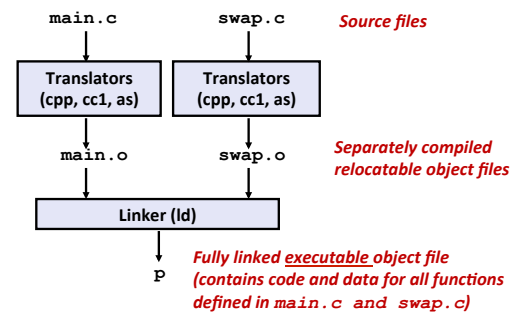 main.c swap.c Source files
Translators Translators
(cpp, cc1, as) (cpp, cc1, as)
main.o swap.o Separately compiled
relocatable object files
Linker (ld)
p Fully linked executable object file
(contains code and data for all functions
defined in main.c and swap.c)